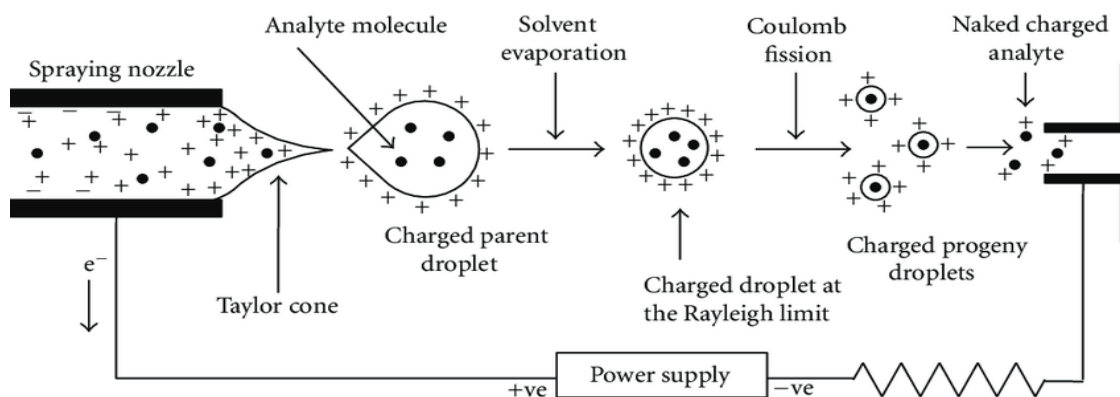 Analyte molecule
Solvent
evaporation
Coulomb
fission
Naked charged
analyte
Spraying nozzle
Charged parent
droplet
Charged progeny
droplets
e⁻
Taylor cone
Charged droplet at
the Rayleigh limit
+ve
Power supply
−ve